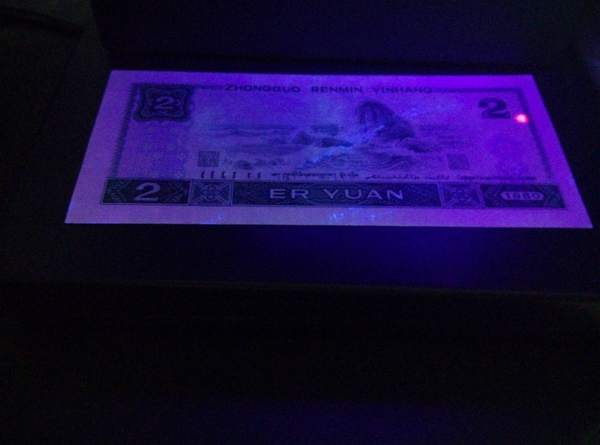 ZHONGGUO RENMIN YINHANG
2 2
2 ER YUAN 1980